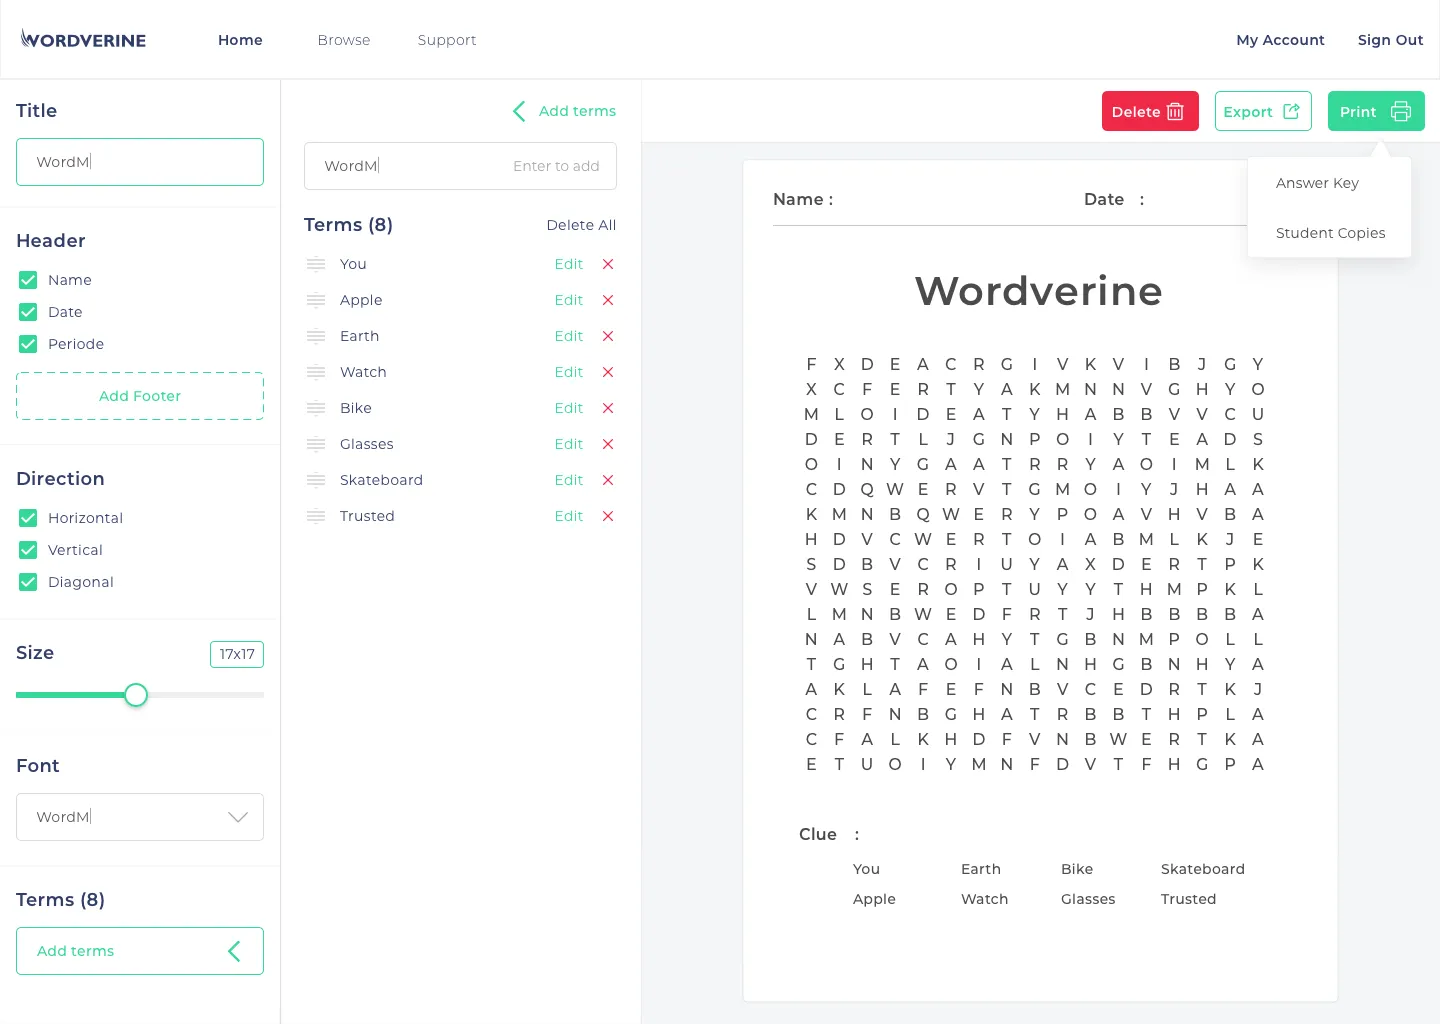 WORDVERINE
Home
Browse
Support
My Account
Sign Out
Title
WordM
Header
Name
Date
Periode
Add Footer
Direction
Horizontal
Vertical
Diagonal
Size
17x17
Font
WordM
Terms (8)
Add terms
Add terms
WordM
Enter to add
Terms (8)
Delete All
You Edit
Apple Edit
Earth Edit
Watch Edit
Bike Edit
Glasses Edit
Skateboard Edit
Trusted Edit
Delete
Export
Print
Answer Key
Student Copies
Name :
Date :
Wordverine
F X D E A C R G I V K V I B J G Y
X C F E R T Y A K M N N V G H Y O
M L O I D E A T Y H A B B V V C U
D E R T L J G N P O I Y T E A D S
O I N Y G A A T R R Y A O I M L K
C D Q W E R V T G M O I Y J H A A
K M N B Q W E R Y P O A V H V B A
H D V C W E R T O I A B M L K J E
S D B V C R I U Y A X D E R T P K
V W S E R O P T U Y Y T H M P K L
L M N B W E D F R T J H B B B B A
N A B V C A H Y T G B N M P O L L
T G H T A O I A L N H G B N H Y A
A K L A F E F N B V C E D R T K J
C R F N B G H A T R B B T H P L A
C F A L K H D F V N B W E R T K A
E T U O I Y M N F D V T F H G P A
Clue :
You Earth Bike Skateboard
Apple Watch Glasses Trusted